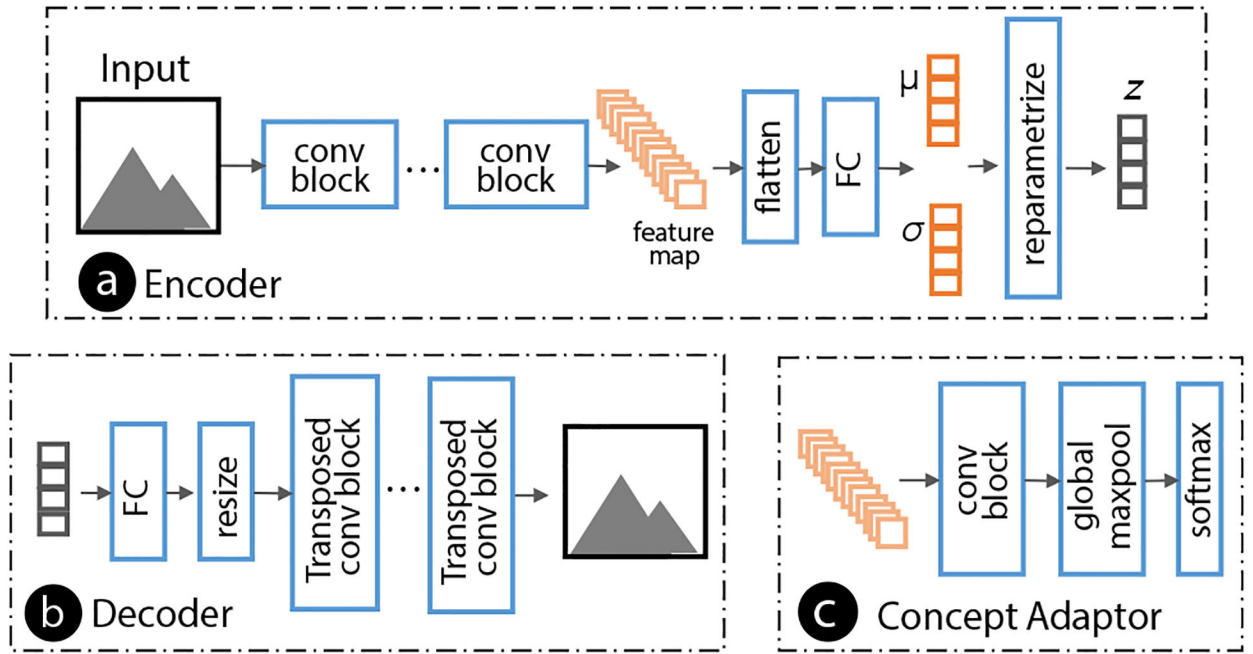 Input
conv
block
...
conv
block
feature
map
flatten
FC
μ
σ
reparametrize
z
a Encoder
FC
resize
Transposed
conv block
...
Transposed
conv block
b Decoder
conv
block
global
maxpool
softmax
c Concept Adaptor